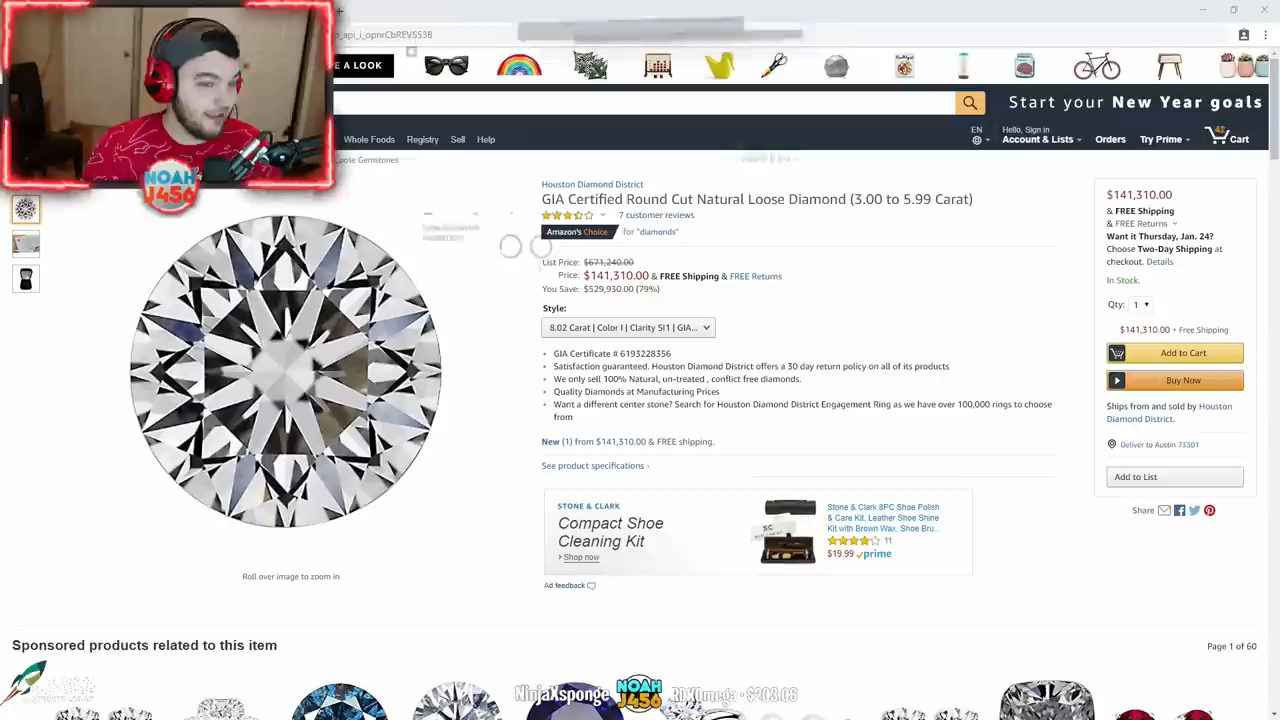 E A LOOK
Whole Foods
Registry
Sell
Help
Start your New Year goals
EN
Hello, Sign in
Account & Lists
Orders
Try Prime
42
Cart
Loose Gemstones
NOAH
J456
Houston Diamond District
GIA Certified Round Cut Natural Loose Diamond (3.00 to 5.99 Carat)
7 customer reviews
Amazon's Choice for "diamonds"
List Price: $671,240.00
Price: $141,310.00 & FREE Shipping & FREE Returns
You Save: $529,930.00 (79%)
Style:
8.02 Carat | Color I | Clarity SI1 | GIA...
• GIA Certificate # 6193228356
• Satisfaction guaranteed. Houston Diamond District offers a 30 day return policy on all of its products
• We only sell 100% Natural, un-treated , conflict free diamonds.
• Quality Diamonds at Manufacturing Prices
• Want a different center stone? Search for Houston Diamond District Engagement Ring as we have over 100,000 rings to choose
from
New (1) from $141,310.00 & FREE shipping.
See product specifications ›
STONE & CLARK
Compact Shoe
Cleaning Kit
› Shop now
Stone & Clark 8PC Shoe Polish
& Care Kit, Leather Shoe Shine
Kit with Brown Wax, Shoe Bru...
11
$19.99 prime
Ad feedback
$141,310.00
& FREE Shipping
& FREE Returns
Want it Thursday, Jan. 24?
Choose Two-Day Shipping at
checkout. Details
In Stock.
Qty: 1
$141,310.00 + Free Shipping
Add to Cart
Buy Now
Ships from and sold by Houston
Diamond District.
Deliver to Austin 73301
Add to List
Share
Roll over image to zoom in
Sponsored products related to this item
Page 1 of 60
NinjaXsponge
NOAH
J456
$203.06